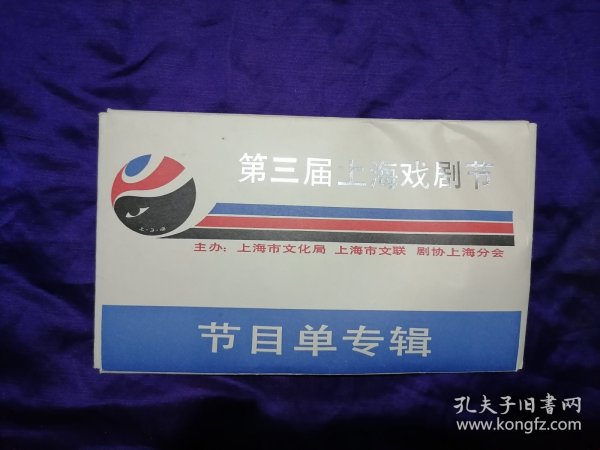 第三届上海戏剧节
主办：上海市文化局 上海市文联 剧协上海分会
节目单专辑
孔夫子旧书网
www.kongfz.com